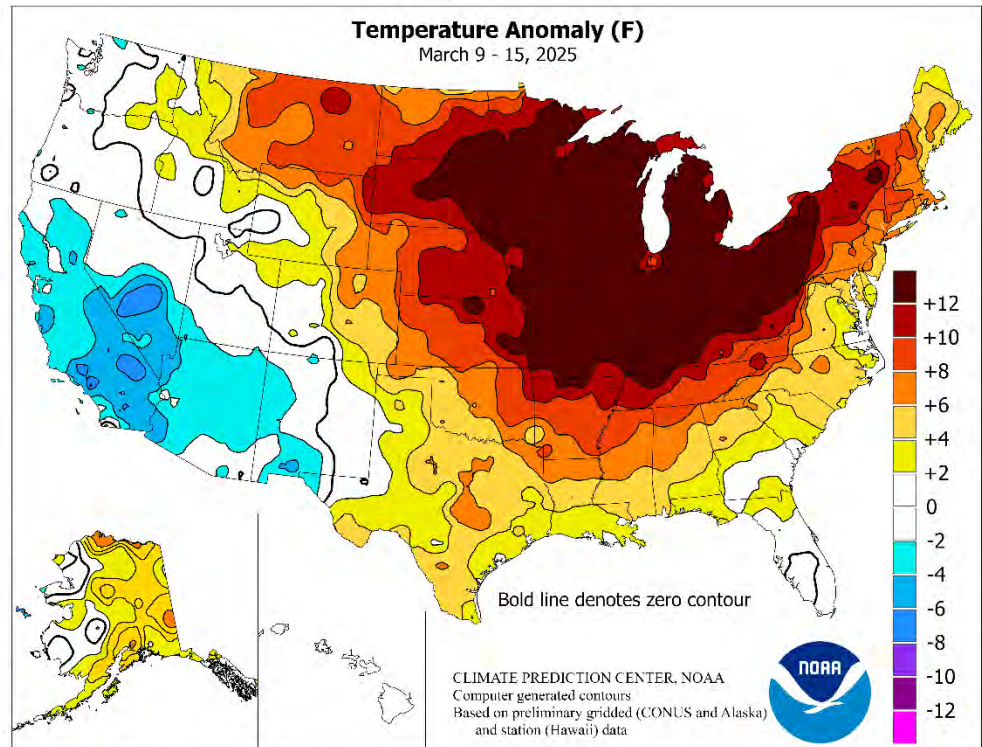 Temperature Anomaly (F)
March 9 - 15, 2025
+12
+10
+8
+6
+4
+2
0
-2
-4
-6
-8
-10
-12
Bold line denotes zero contour
CLIMATE PREDICTION CENTER, NOAA
Computer generated contours
Based on preliminary gridded (CONUS and Alaska)
and station (Hawaii) data
NOAA